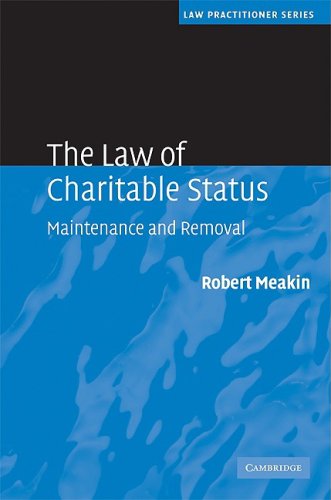 LAW PRACTITIONER SERIES
The Law of
Charitable Status
Maintenance and Removal
Robert Meakin
CAMBRIDGE